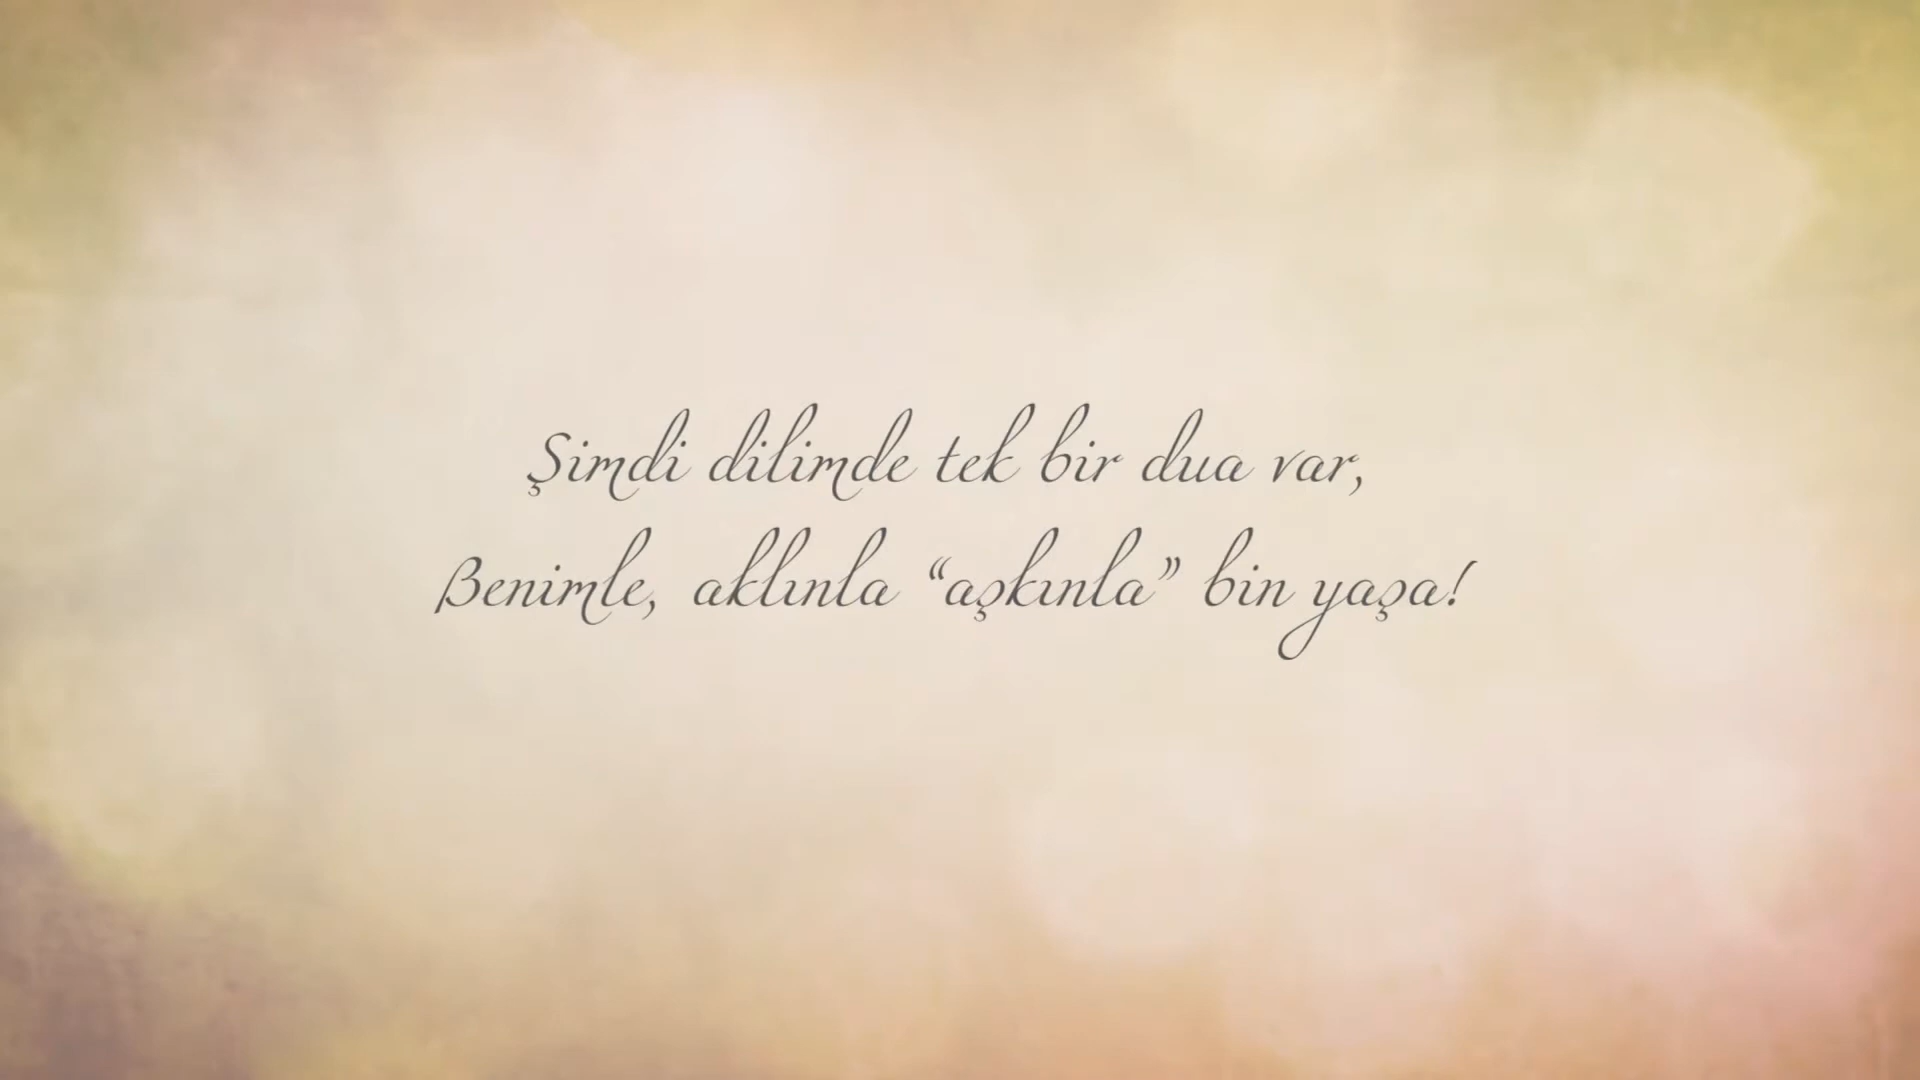 Şimdi dilimde tek bir dua var,
Benimle, aklınla “aşkınla” bin yaşa!